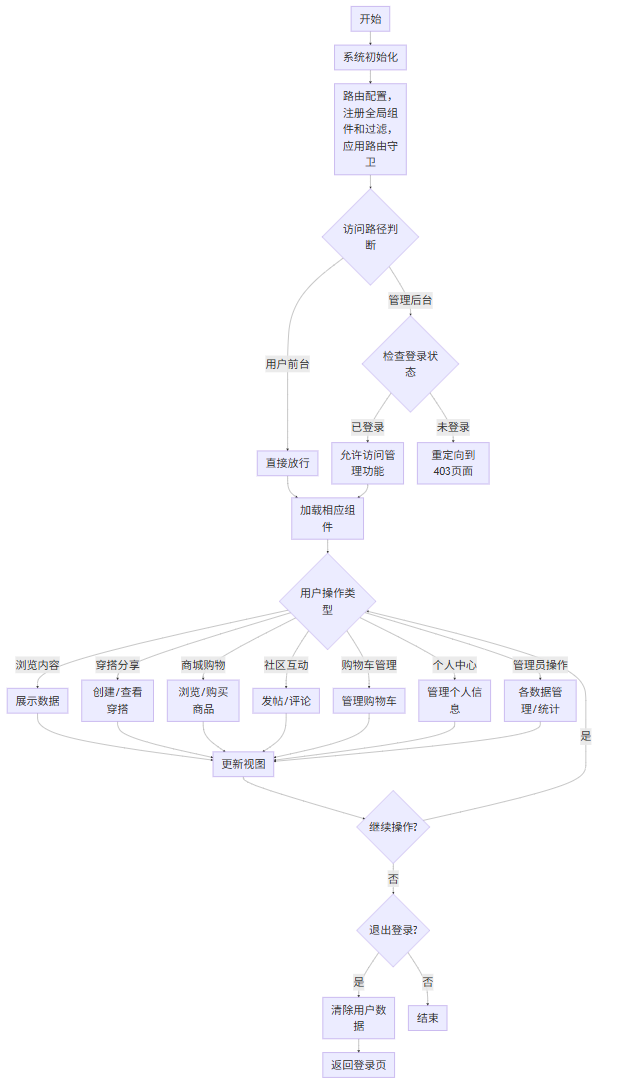 开始
系统初始化
路由配置，
注册全局组
件和过滤，
应用路由守
卫
访问路径判
断
管理后台
检查登录状
态
用户前台
已登录
未登录
直接放行
允许访问管
理功能
重定向到
403页面
加载相应组
件
用户操作类
型
浏览内容
穿搭分享
商城购物
社区互动
购物车管理
个人中心
管理员操作
展示数据
创建/查看
穿搭
浏览/购买
商品
发帖/评论
管理购物车
管理个人信
息
各数据管
理/统计
是
更新视图
继续操作?
否
退出登录?
是
否
清除用户数
据
结束
返回登录页